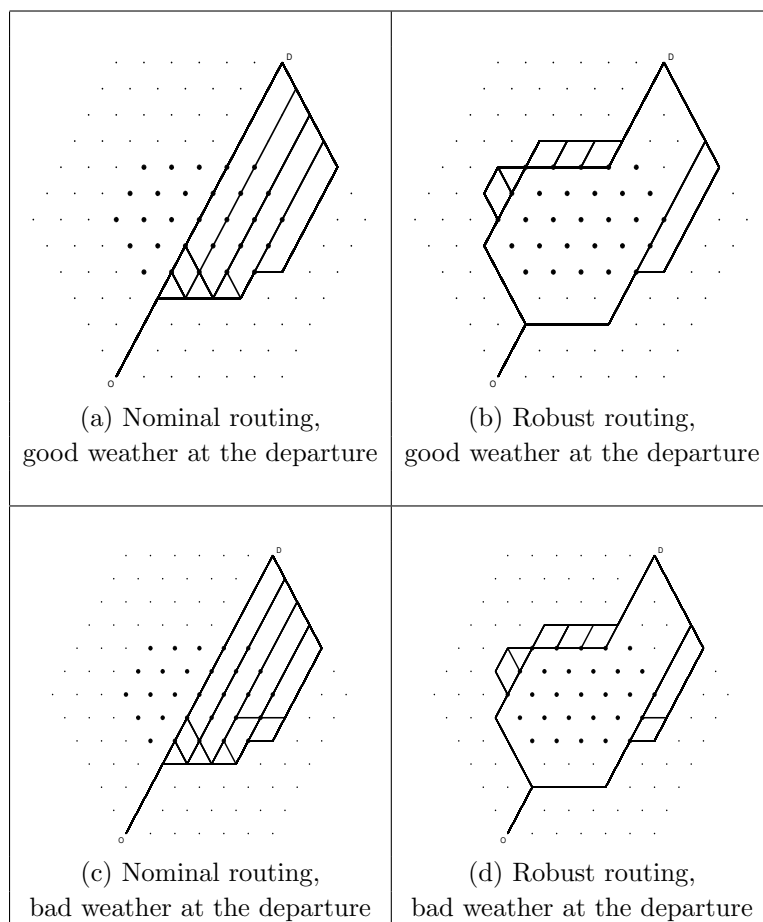 D
O
(a) Nominal routing,
good weather at the departure
D
O
(b) Robust routing,
good weather at the departure
D
O
(c) Nominal routing,
bad weather at the departure
D
O
(d) Robust routing,
bad weather at the departure